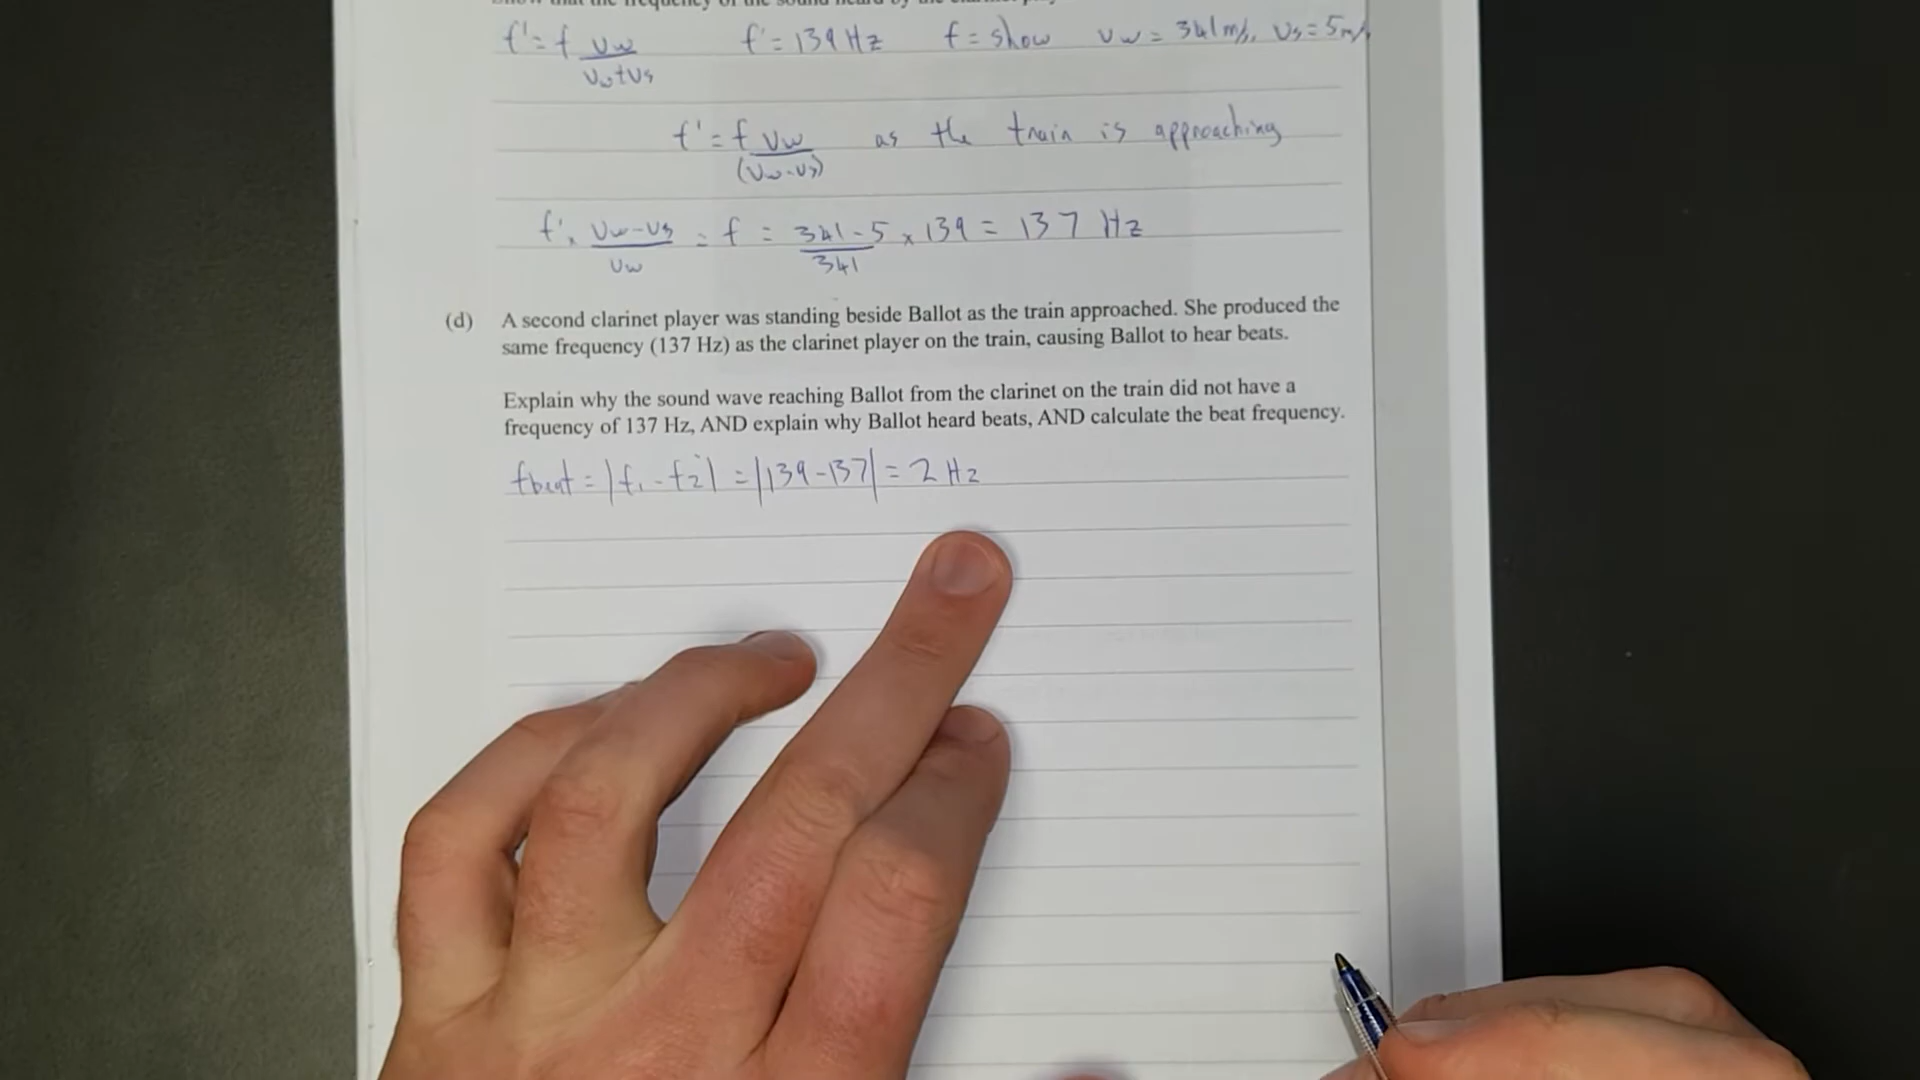 f' = f vw/(vw+vs)   f' = 139 Hz   f = show   vw = 341 m/s, vs = 5m/
f' = f vw/(vw-vs) as the train is approaching
f' × vw-vs/vw = f = 341-5/341 × 139 = 137 Hz
(d) A second clarinet player was standing beside Ballot as the train approached. She produced the
same frequency (137 Hz) as the clarinet player on the train, causing Ballot to hear beats.
Explain why the sound wave reaching Ballot from the clarinet on the train did not have a
frequency of 137 Hz, AND explain why Ballot heard beats, AND calculate the beat frequency.
fbeat = |f1 - f2| = |139-137| = 2 Hz